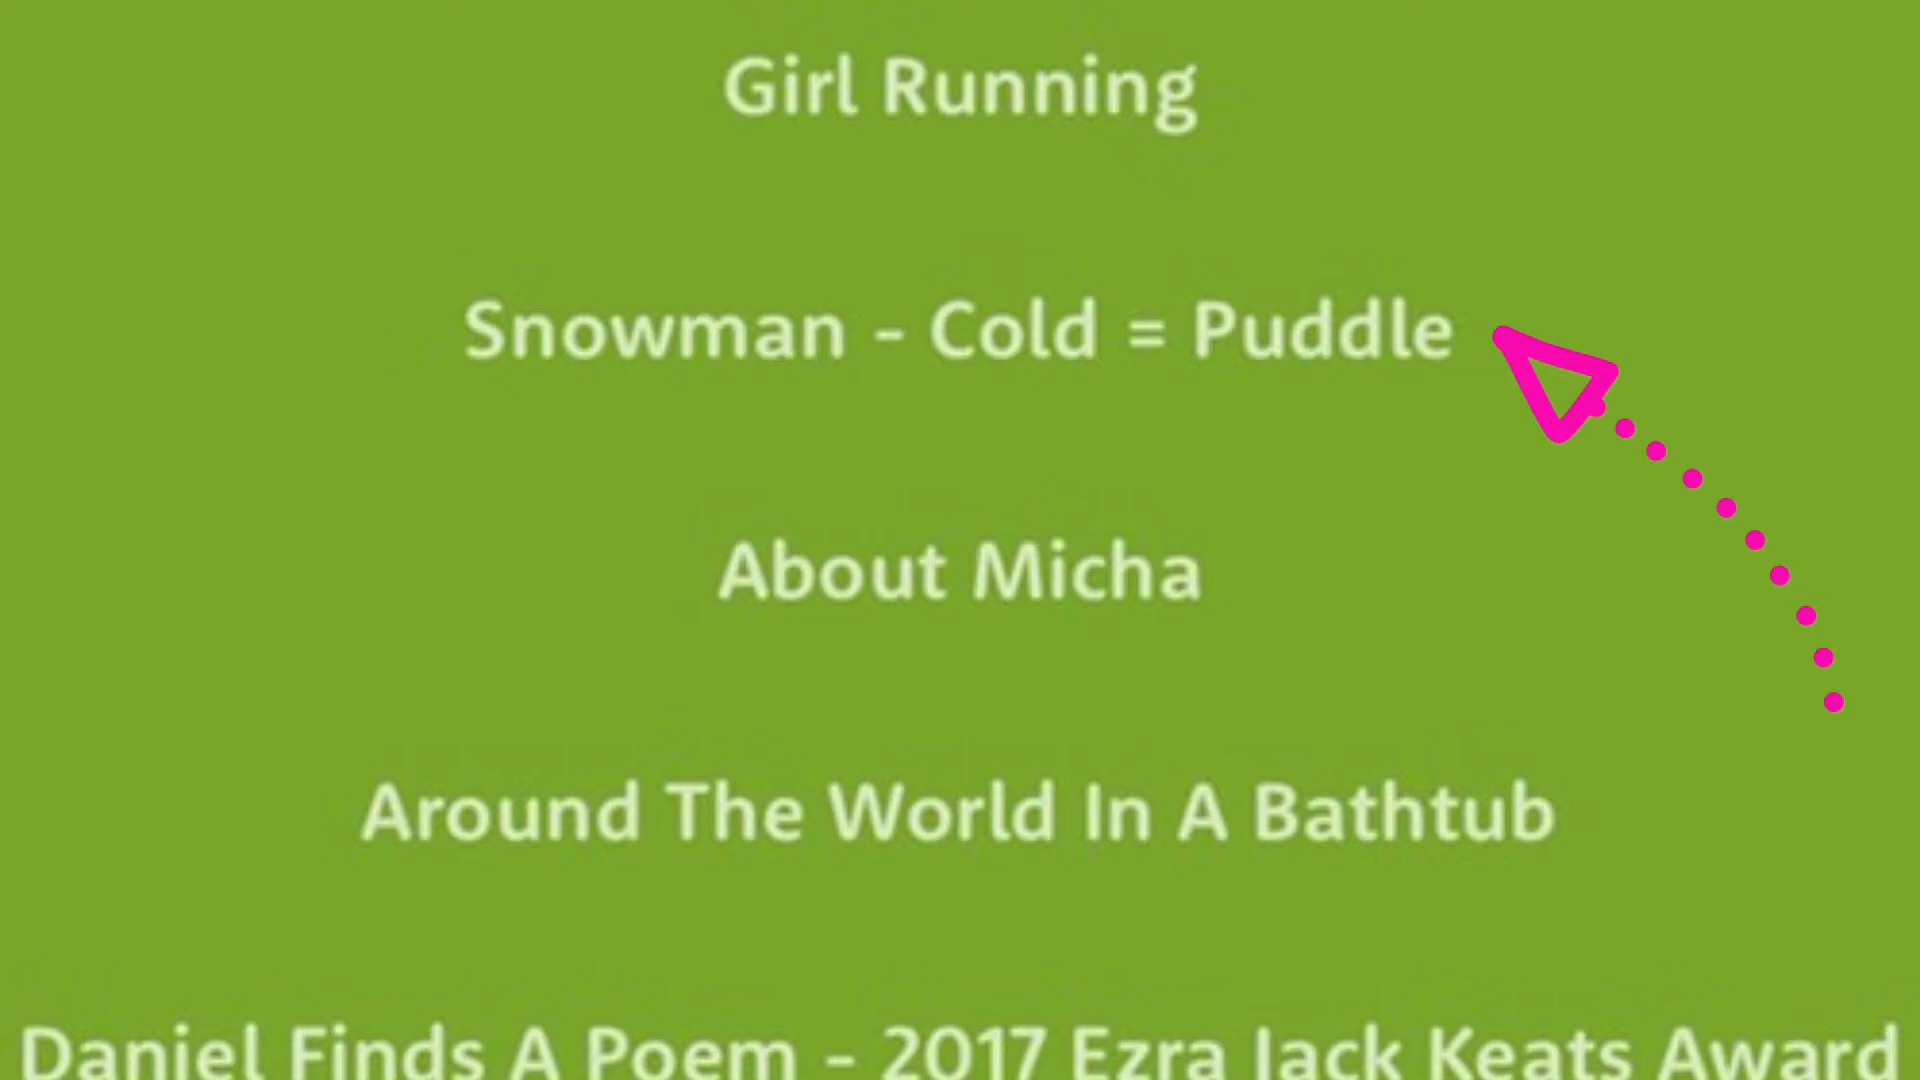 Girl Running
Snowman - Cold = Puddle
About Micha
Around The World In A Bathtub
Daniel Finds A Poem - 2017 Ezra Jack Keats Award